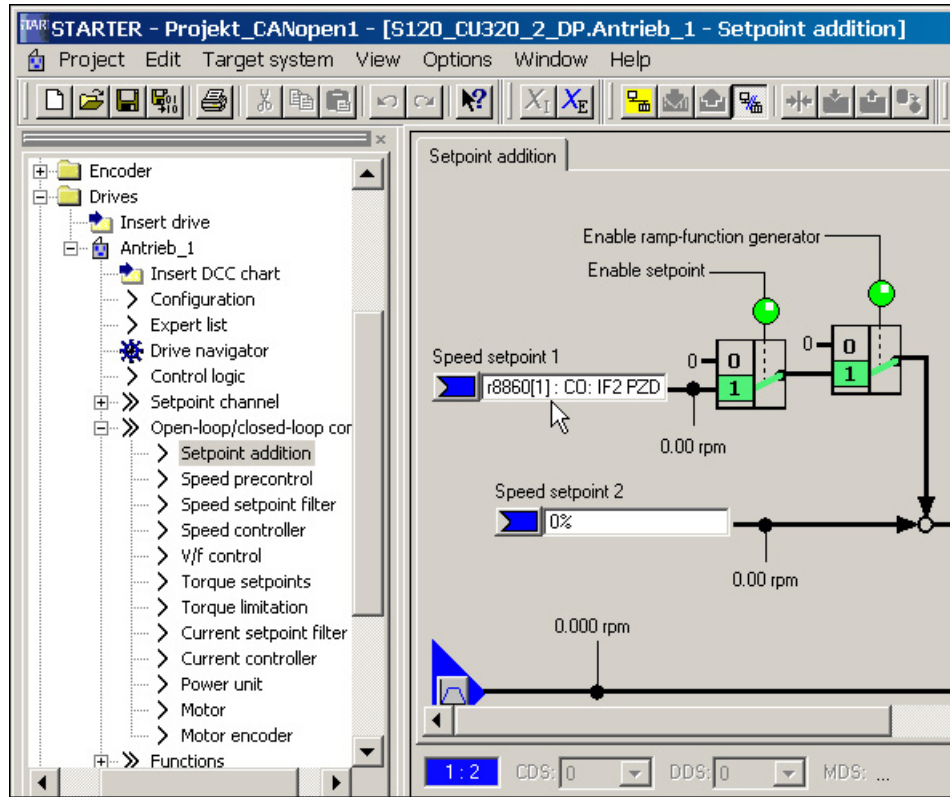 STARTER - Projekt_CANopen1 - [S120_CU320_2_DP.Antrieb_1 - Setpoint addition]
Project Edit Target system View Options Window Help
Encoder
Drives
Insert drive
Antrieb_1
Insert DCC chart
Configuration
Expert list
Drive navigator
Control logic
Setpoint channel
Open-loop/closed-loop cor
Setpoint addition
Speed precontrol
Speed setpoint filter
Speed controller
V/f control
Torque setpoints
Torque limitation
Current setpoint filter
Current controller
Power unit
Motor
Motor encoder
Functions
Setpoint addition
Enable ramp-function generator
Enable setpoint
Speed setpoint 1
r8860[1] : CO: IF2 PZD
0 0 1
0 0 1
0.00 rpm
Speed setpoint 2
0%
0.00 rpm
0.000 rpm
1 : 2 CDS: 0 DDS: 0 MDS: ...